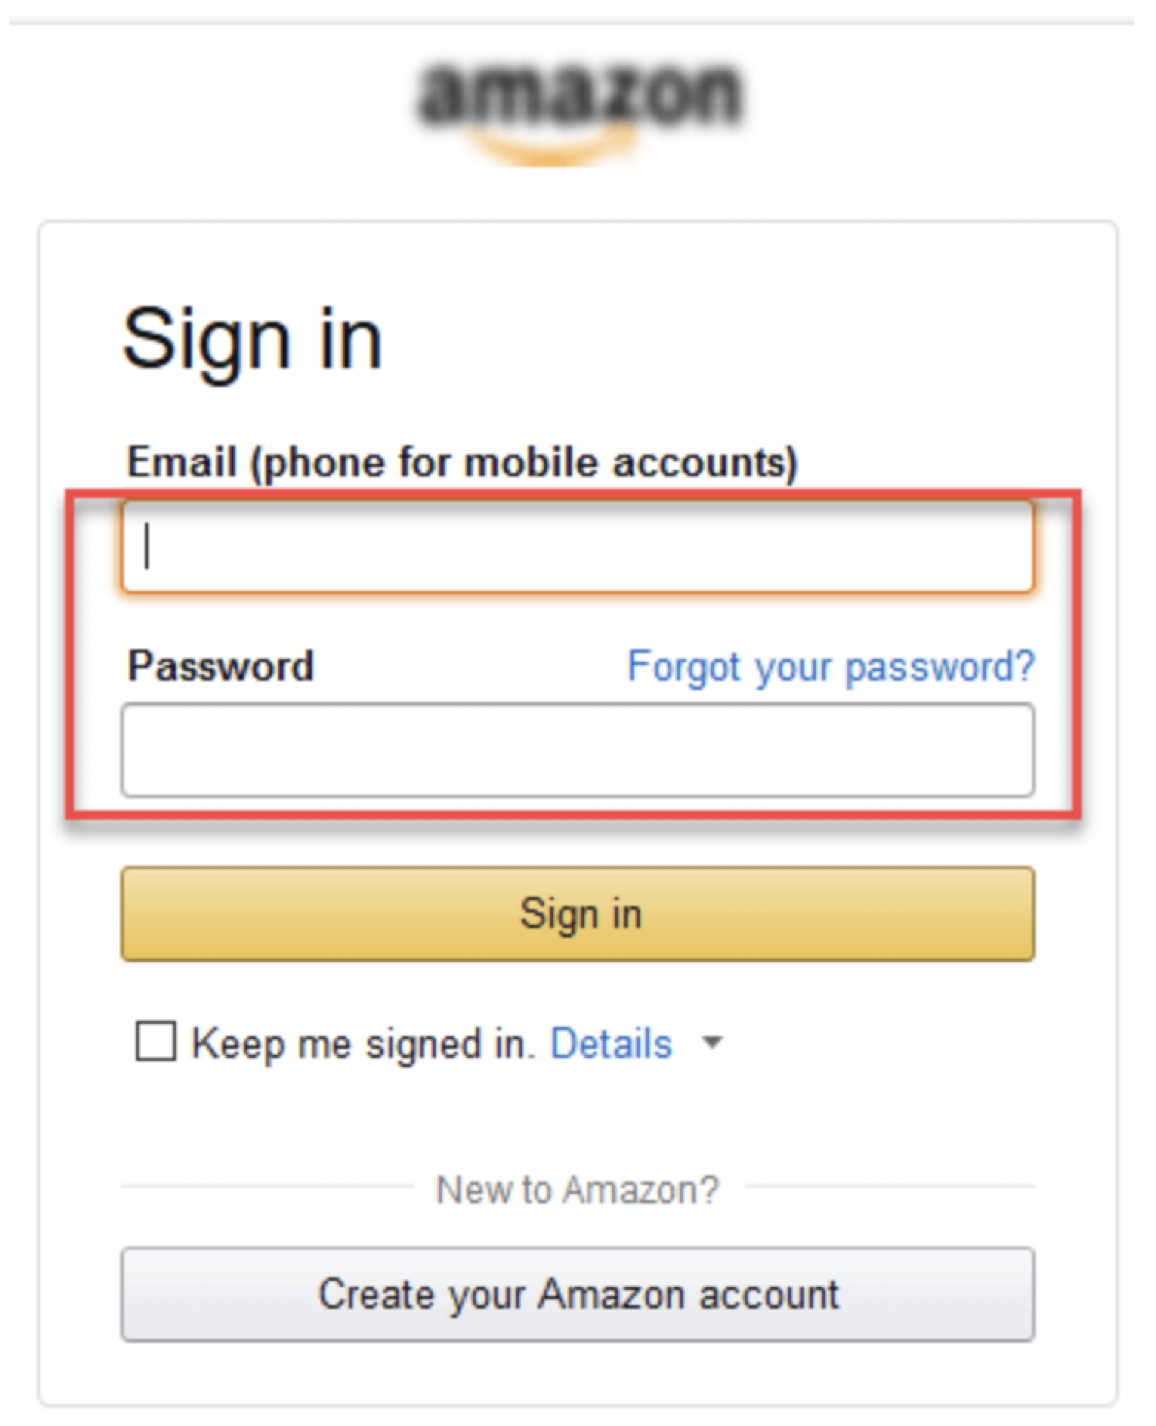 amazon
Sign in
Email (phone for mobile accounts)
Password Forgot your password?
Sign in
Keep me signed in. Details
New to Amazon?
Create your Amazon account